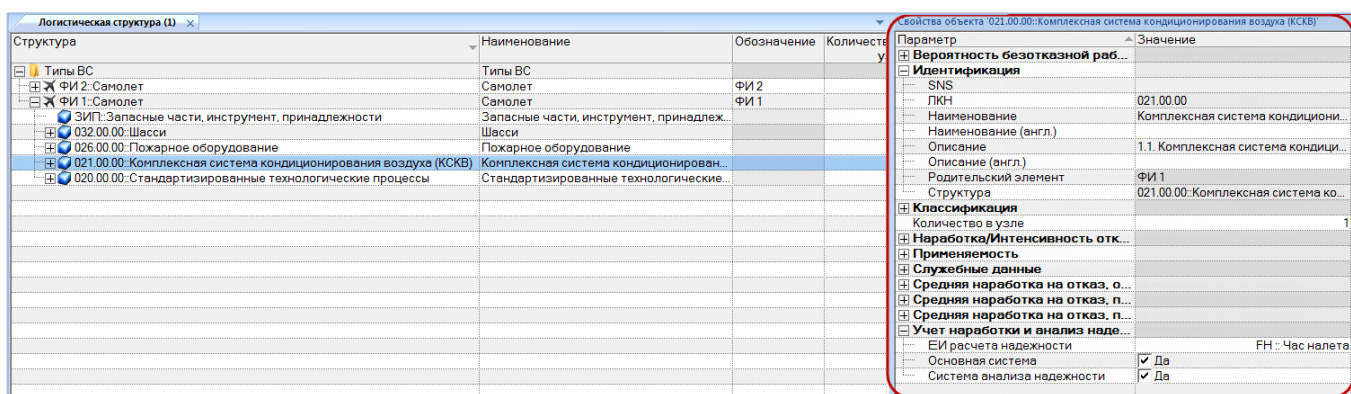 Логистическая структура (1)
Свойства объекта '021.00.00::Комплексная система кондиционирования воздуха (КСКВ)'
Структура Наименование Обозначение Количеств
Типы ВС Типы ВС
ФИ 2::Самолет Самолет ФИ 2
ФИ 1::Самолет Самолет ФИ 1
ЗИП::Запасные части, инструмент, принадлежности Запасные части, инструмент, принадлеж...
032.00.00::Шасси Шасси
026.00.00::Пожарное оборудование Пожарное оборудование
021.00.00::Комплексная система кондиционирования воздуха (КСКВ) Комплексная система кондиционирован...
020.00.00::Стандартизированные технологические процессы Стандартизированные технологические...
Параметр Значение
Вероятность безотказной раб...
Идентификация
SNS
ЛКН 021.00.00
Наименование Комплексная система кондициони...
Наименование (англ.)
Описание 1.1. Комплексная система кондици...
Описание (англ.)
Родительский элемент ФИ 1
Структура 021.00.00::Комплексная система ко...
Классификация
Количество в узле 1
Наработка/Интенсивность отк...
Применяемость
Служебные данные
Средняя наработка на отказ, о...
Средняя наработка на отказ, п...
Средняя наработка на отказ, п...
Учет наработки и анализ наде...
ЕИ расчета надежности FH :: Час налета
Основная система Да
Система анализа надежности Да